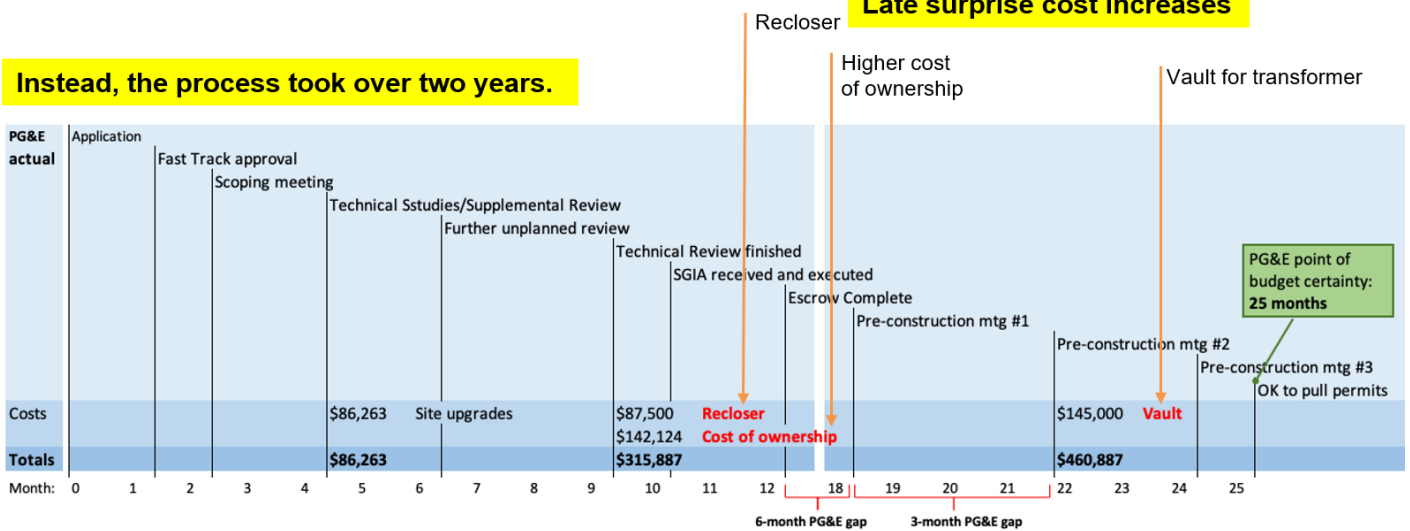 Late surprise cost increases
Recloser
Higher cost
of ownership
Vault for transformer
Instead, the process took over two years.
PG&E
actual
Application
Fast Track approval
Scoping meeting
Technical Sstudies/Supplemental Review
Further unplanned review
Technical Review finished
SGIA received and executed
Escrow Complete
Pre-construction mtg #1
Pre-construction mtg #2
Pre-construction mtg #3
OK to pull permits
PG&E point of
budget certainty:
25 months
Costs $86,263 Site upgrades $87,500 Recloser $145,000 Vault
$142,124 Cost of ownership
Totals $86,263 $315,887 $460,887
Month: 0 1 2 3 4 5 6 7 8 9 10 11 12 18 19 20 21 22 23 24 25
6-month PG&E gap 3-month PG&E gap